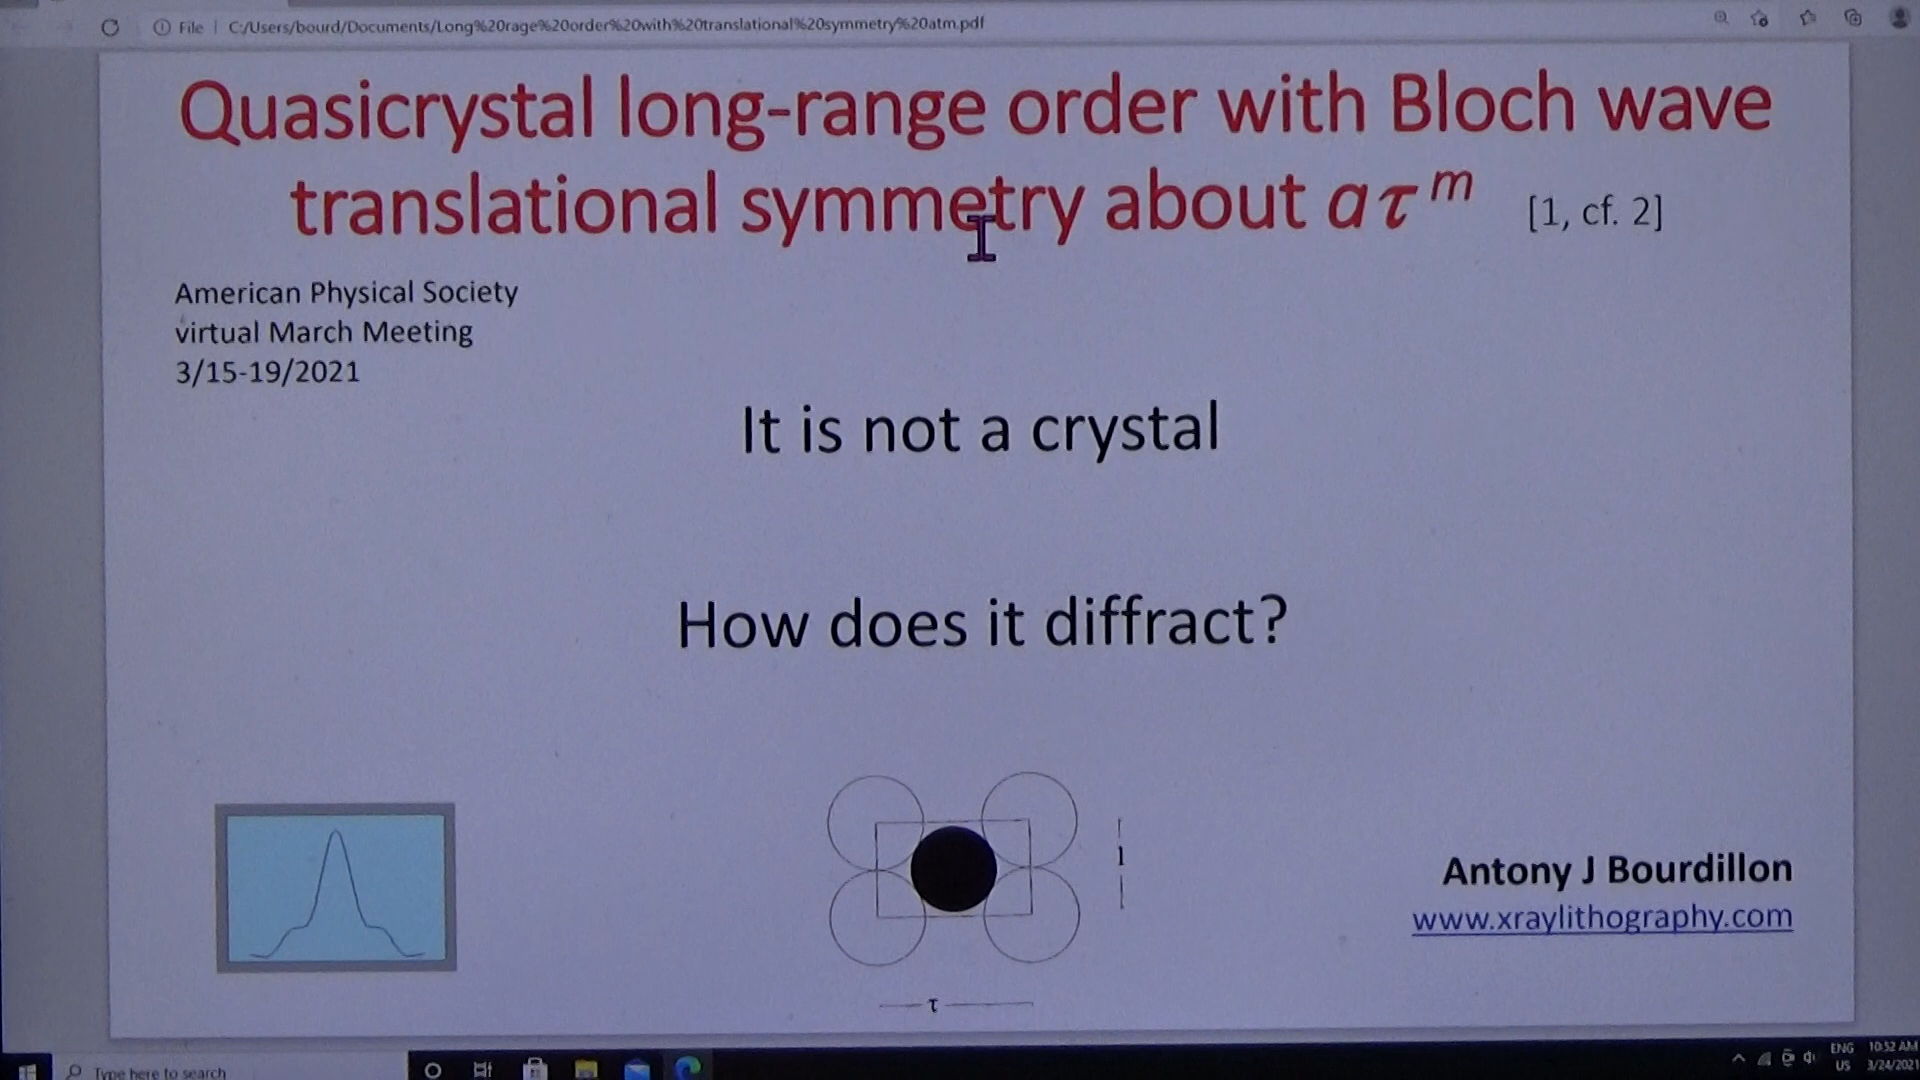 File | C:/Users/bourd/Documents/Long%20rage%20order%20with%20translational%20symmetry%20atm.pdf
Quasicrystal long-range order with Bloch wave
translational symmetry about aτᵐ [1, cf. 2]
American Physical Society
virtual March Meeting
3/15-19/2021
It is not a crystal
How does it diffract?
1
Antony J Bourdillon
www.xraylithography.com
τ
Type here to search
ENG
US
10:52 AM
3/24/2021